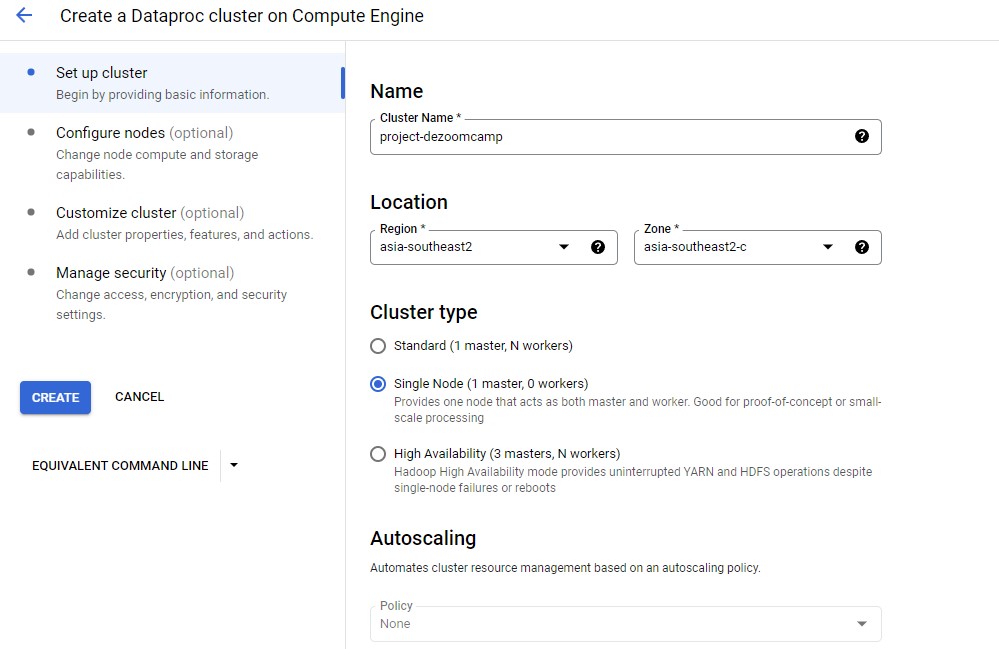 Create a Dataproc cluster on Compute Engine
Set up cluster
Begin by providing basic information.
Configure nodes (optional)
Change node compute and storage
capabilities.
Customize cluster (optional)
Add cluster properties, features, and actions.
Manage security (optional)
Change access, encryption, and security
settings.
CREATE
CANCEL
EQUIVALENT COMMAND LINE
Name
Cluster Name *
project-dezoomcamp
Location
Region *
asia-southeast2
Zone *
asia-southeast2-c
Cluster type
Standard (1 master, N workers)
Single Node (1 master, 0 workers)
Provides one node that acts as both master and worker. Good for proof-of-concept or small-
scale processing
High Availability (3 masters, N workers)
Hadoop High Availability mode provides uninterrupted YARN and HDFS operations despite
single-node failures or reboots
Autoscaling
Automates cluster resource management based on an autoscaling policy.
Policy
None